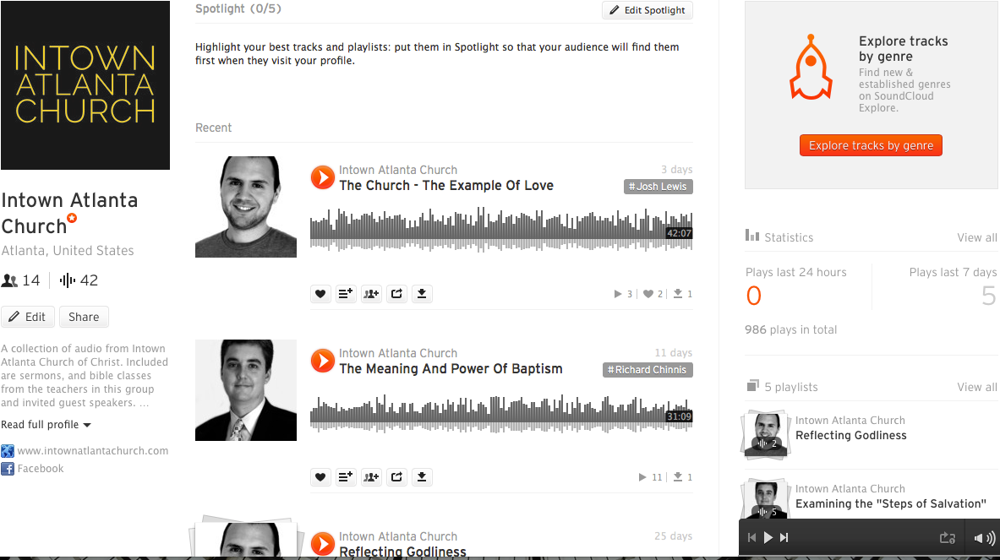 INTOWN
ATLANTA
CHURCH
Intown Atlanta
Church
Atlanta, United States
14
42
Edit
Share
A collection of audio from Intown
Atlanta Church of Christ. Included
are sermons, and bible classes
from the teachers in this group
and invited guest speakers. ...
Read full profile
www.intownatlantachurch.com
Facebook
Spotlight (0/5)
Edit Spotlight
Highlight your best tracks and playlists: put them in Spotlight so that your audience will find them
first when they visit your profile.
Recent
Intown Atlanta Church
3 days
The Church - The Example Of Love
#Josh Lewis
42:07
3
2
1
Intown Atlanta Church
11 days
The Meaning And Power Of Baptism
#Richard Chinnis
31:09
11
1
Intown Atlanta Church
25 days
Reflecting Godliness
Explore tracks
by genre
Find new &
established genres
on SoundCloud
Explore.
Explore tracks by genre
Statistics
View all
Plays last 24 hours
Plays last 7 days
0
5
986 plays in total
5 playlists
View all
Intown Atlanta Church
Reflecting Godliness
2
Intown Atlanta Church
Examining the "Steps of Salvation"
5